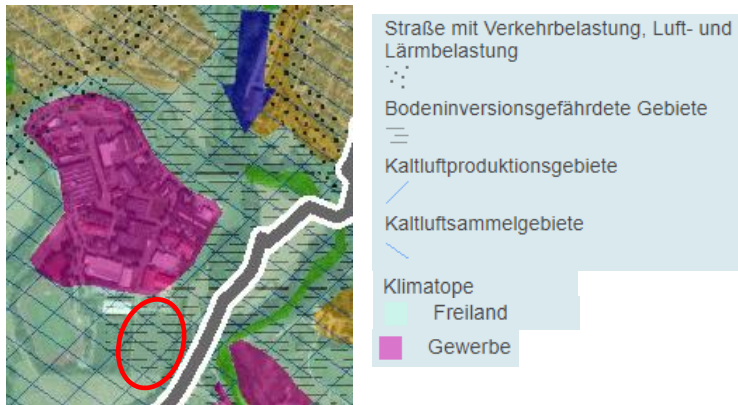 Straße mit Verkehrbelastung, Luft- und
Lärmbelastung
Bodeninversionsgefährdete Gebiete
Kaltluftproduktionsgebiete
Kaltluftsammelgebiete
Klimatope
Freiland
Gewerbe